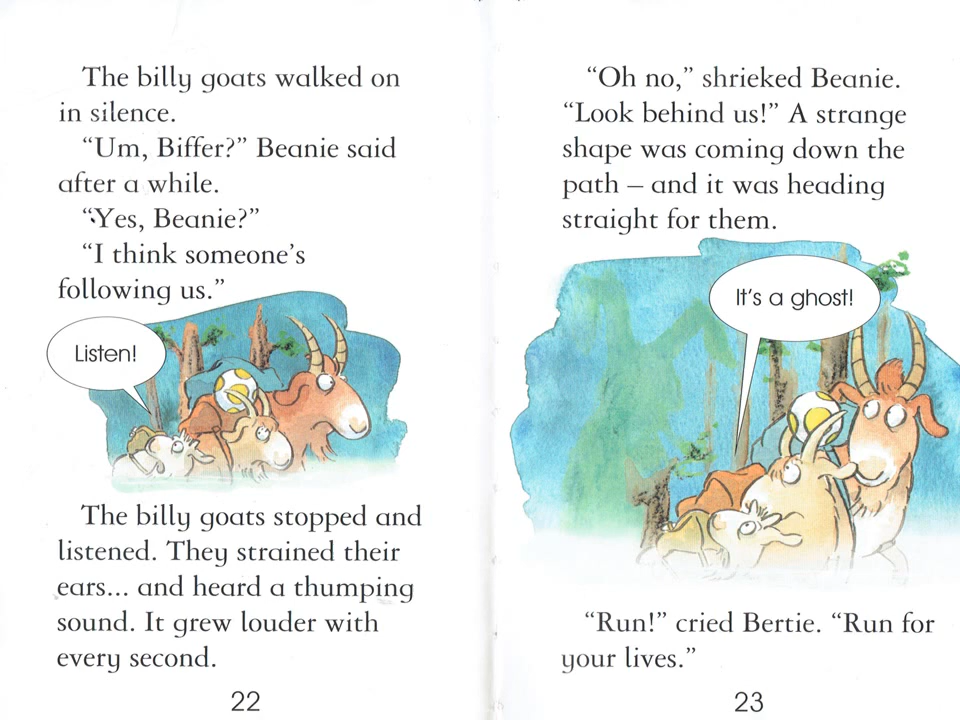 The billy goats walked on
in silence.
“Um, Biffer?” Beanie said
after a while.
“Yes, Beanie?”
“I think someone’s
following us.”
Listen!
The billy goats stopped and
listened. They strained their
ears... and heard a thumping
sound. It grew louder with
every second.
22
“Oh no,” shrieked Beanie.
“Look behind us!” A strange
shape was coming down the
path – and it was heading
straight for them.
It’s a ghost!
“Run!” cried Bertie. “Run for
your lives.”
23